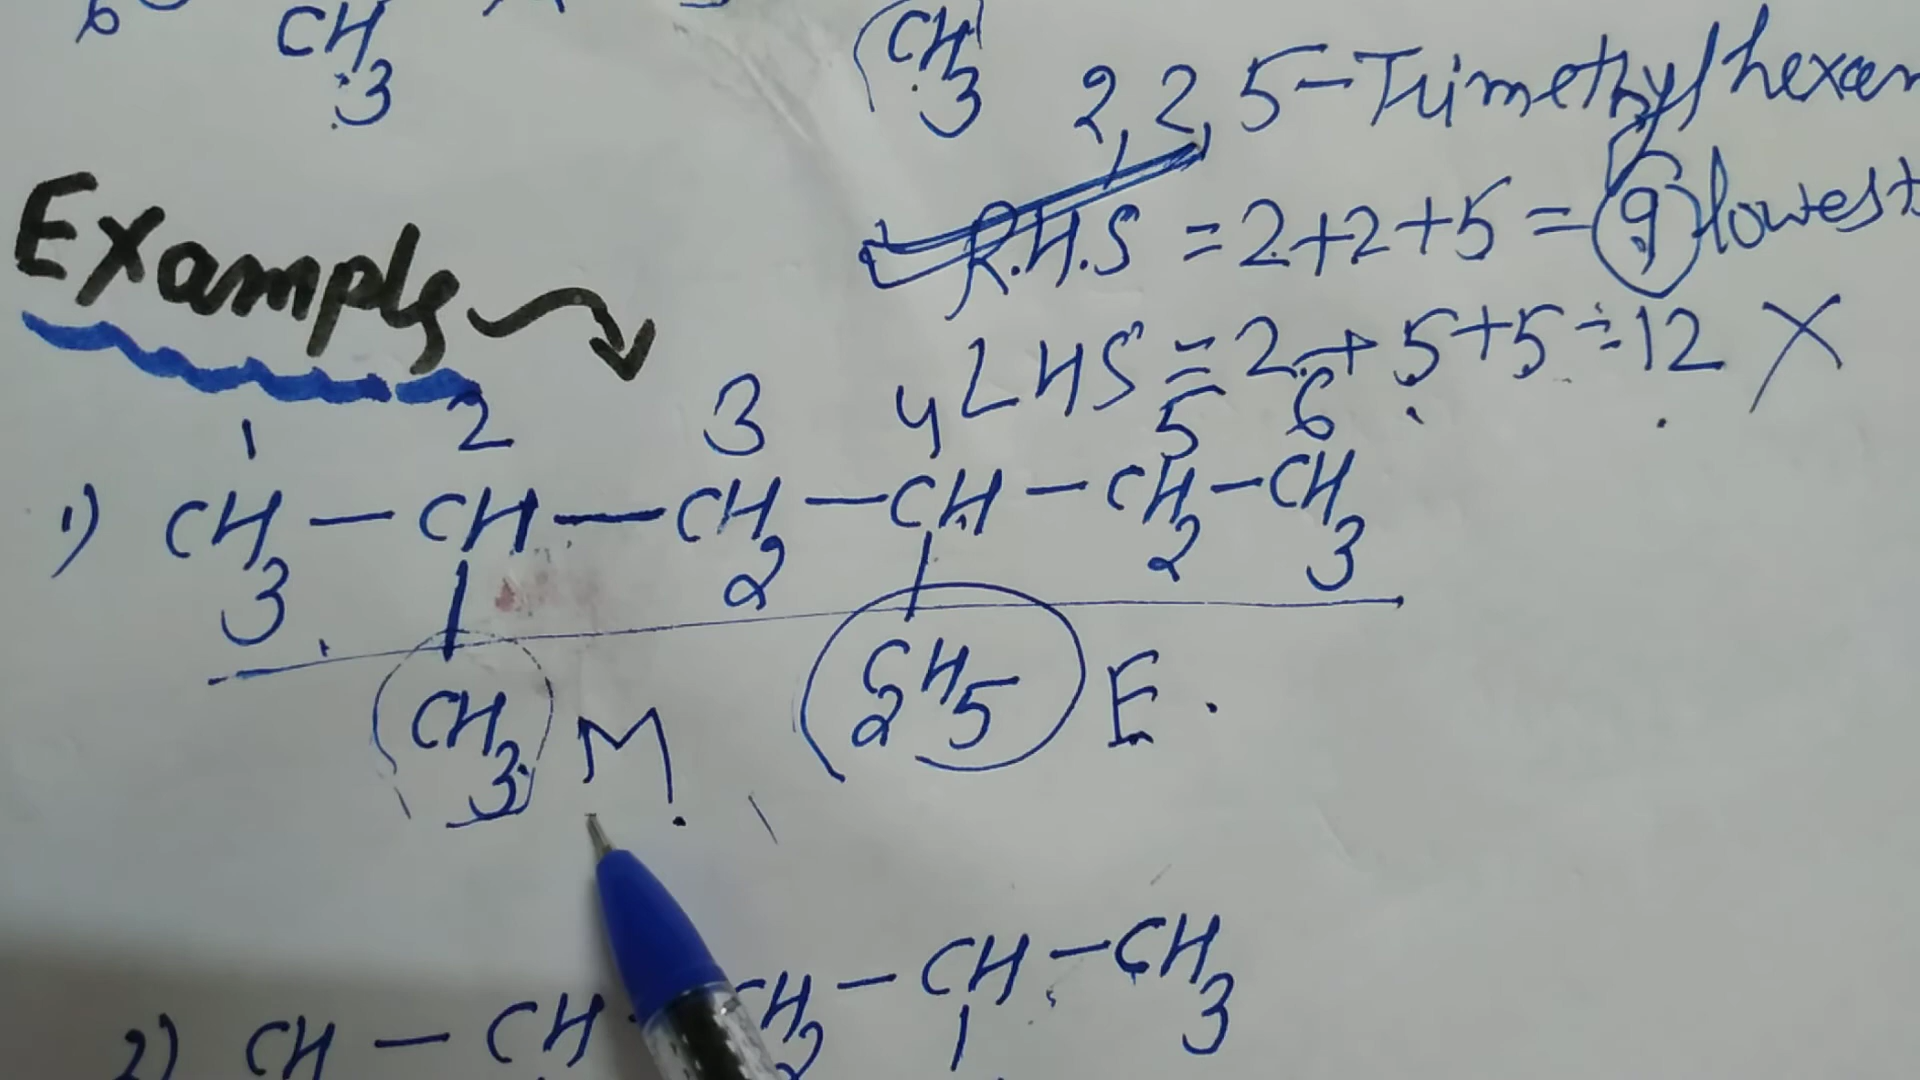 6 CH3 CH3
2,2,5-Trimethylhexan
R.H.S = 2+2+5 = 9 lowest
Example
LHS = 2+5+5 = 12 X
1 2 3 4 5 6
1) CH3 — CH — CH2 — CH — CH2 — CH3
CH3 M. C2H5 E.
2) CH — CH CH2 — CH — CH3